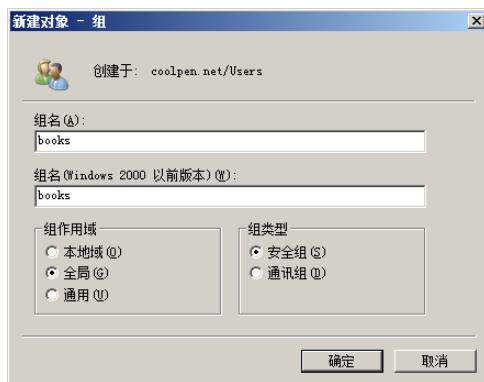 新建对象 - 组
创建于: coolpen.net/Users
组名(A):
books
组名(Windows 2000 以前版本)(W):
books
组作用域
本地域(O)
全局(G)
通用(U)
组类型
安全组(S)
通讯组(D)
确定
取消